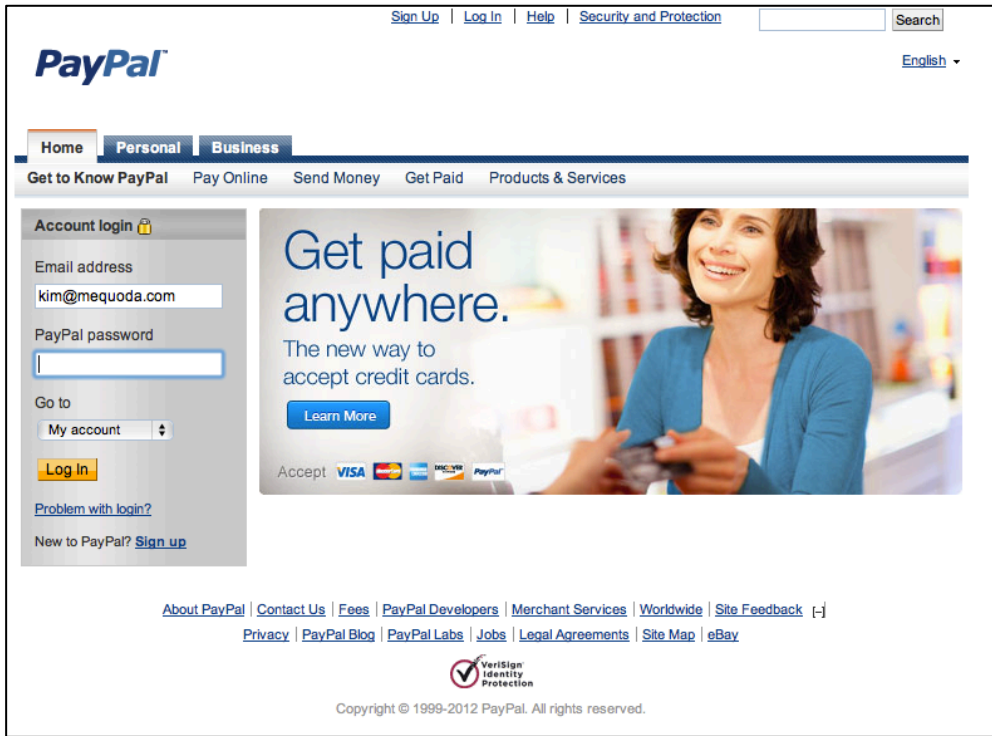 Sign Up | Log In | Help | Security and Protection
Search
PayPal™
English
Home Personal Business
Get to Know PayPal Pay Online Send Money Get Paid Products & Services
Account login
Email address
kim@mequoda.com
PayPal password
Go to
My account
Log In
Problem with login?
New to PayPal? Sign up
Get paid
anywhere.
The new way to
accept credit cards.
Learn More
Accept VISA MasterCard DISCOVER PayPal
About PayPal | Contact Us | Fees | PayPal Developers | Merchant Services | Worldwide | Site Feedback [–]
Privacy | PayPal Blog | PayPal Labs | Jobs | Legal Agreements | Site Map | eBay
VeriSign
Identity
Protection
Copyright © 1999-2012 PayPal. All rights reserved.